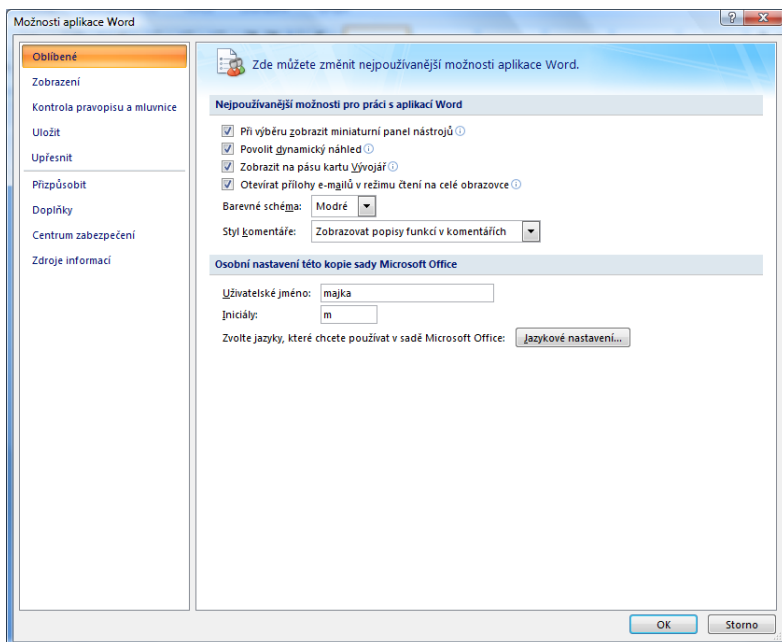 Možnosti aplikace Word
Oblíbené
Zobrazení
Kontrola pravopisu a mluvnice
Uložit
Upřesnit
Přizpůsobit
Doplňky
Centrum zabezpečení
Zdroje informací
Zde můžete změnit nejpoužívanější možnosti aplikace Word.
Nejpoužívanější možnosti pro práci s aplikací Word
Při výběru zobrazit miniaturní panel nástrojů
Povolit dynamický náhled
Zobrazit na pásu kartu Vývojář
Otevírat přílohy e-mailů v režimu čtení na celé obrazovce
Barevné schéma: Modré
Styl komentáře: Zobrazovat popisy funkcí v komentářích
Osobní nastavení této kopie sady Microsoft Office
Uživatelské jméno: majka
Iniciály: m
Zvolte jazyky, které chcete používat v sadě Microsoft Office: Jazykové nastavení...
OK Storno